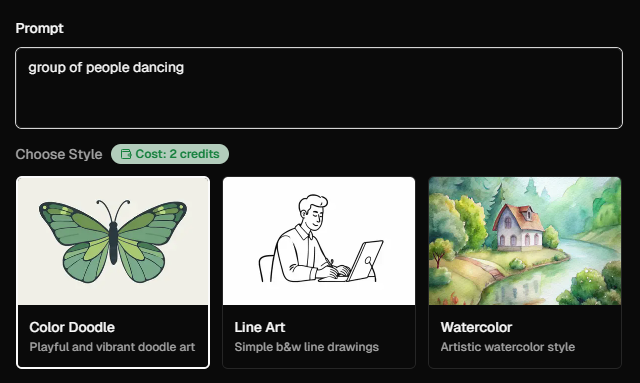 Prompt
group of people dancing
Choose Style
Cost: 2 credits
Color Doodle
Playful and vibrant doodle art
Line Art
Simple b&w line drawings
Watercolor
Artistic watercolor style